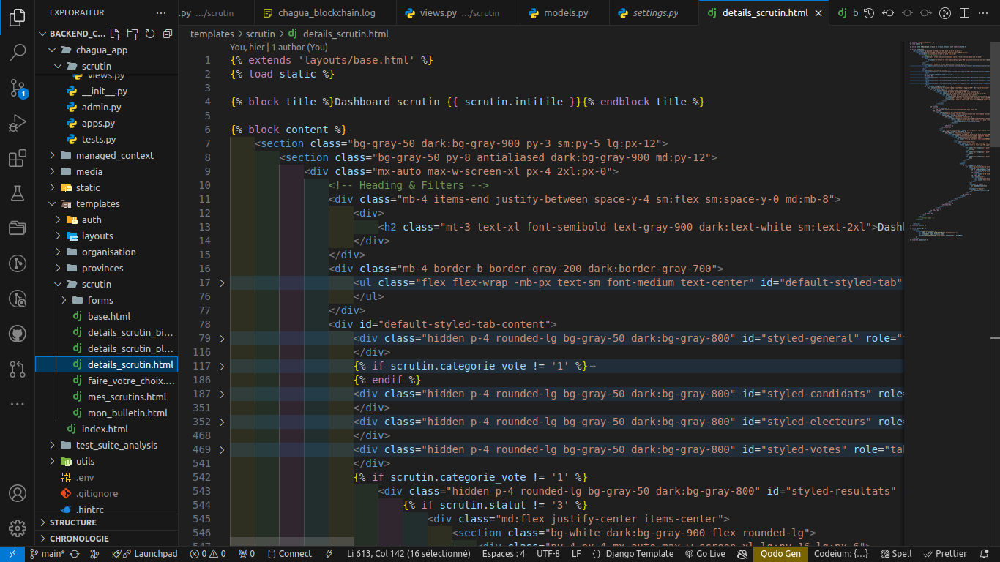 EXPLORATEUR ···
BACKEND_C...
chagua_app
scrutin
views.py
__init__.py
admin.py
apps.py
tests.py
managed_context
media
static
templates
auth
layouts
organisation
provinces
scrutin
forms
base.html
details_scrutin_bi...
details_scrutin_pl...
details_scrutin.html
faire_votre_choix....
mes_scrutins.html
mon_bulletin.html
index.html
test_suite_analysis
utils
.env
.gitignore
.hintrc
STRUCTURE
CHRONOLOGIE
1
.py .../scrutin chagua_blockchain.log views.py .../scrutin models.py settings.py details_scrutin.html b
templates > scrutin > details_scrutin.html
You, hier | 1 author (You)
1 {% extends 'layouts/base.html' %}
2 {% load static %}
3
4 {% block title %}Dashboard scrutin {{ scrutin.intitile }}{% endblock title %}
5
6 {% block content %}
7 <section class="bg-gray-50 dark:bg-gray-900 py-3 sm:py-5 lg:px-12">
8 <section class="bg-gray-50 py-8 antialiased dark:bg-gray-900 md:py-12">
9 <div class="mx-auto max-w-screen-xl px-4 2xl:px-0">
10 <!-- Heading & Filters -->
11 <div class="mb-4 items-end justify-between space-y-4 sm:flex sm:space-y-0 md:mb-8">
12 <div>
13 <h2 class="mt-3 text-xl font-semibold text-gray-900 dark:text-white sm:text-2xl">Dashl
14 </div>
15 </div>
16 <div class="mb-4 border-b border-gray-200 dark:border-gray-700">
17 <ul class="flex flex-wrap -mb-px text-sm font-medium text-center" id="default-styled-tab"
76 </ul>
77 </div>
78 <div id="default-styled-tab-content">
79 <div class="hidden p-4 rounded-lg bg-gray-50 dark:bg-gray-800" id="styled-general" role="
116 </div>
117 {% if scrutin.categorie_vote != '1' %}···
186 {% endif %}
187 <div class="hidden p-4 rounded-lg bg-gray-50 dark:bg-gray-800" id="styled-candidats" role=
351 </div>
352 <div class="hidden p-4 rounded-lg bg-gray-50 dark:bg-gray-800" id="styled-electeurs" role=
468 </div>
469 <div class="hidden p-4 rounded-lg bg-gray-50 dark:bg-gray-800" id="styled-votes" role="tab
541 </div>
542 {% if scrutin.categorie_vote != '1' %}
543 <div class="hidden p-4 rounded-lg bg-gray-50 dark:bg-gray-800" id="styled-resultats"
544 {% if scrutin.statut != '3' %}
545 <div class="md:flex justify-center items-center">
546 <section class="bg-white dark:bg-gray-900 flex rounded-lg">
547 <div class="py-4 px-4 mx-auto max-w-screen-xl lg:py-16 lg:px-6">
main* Launchpad 0 0 0 Connect Li 613, Col 142 (16 sélectionné) Espaces : 4 UTF-8 LF Django Template Go Live Qodo Gen Codeium: {...} Spell Prettier